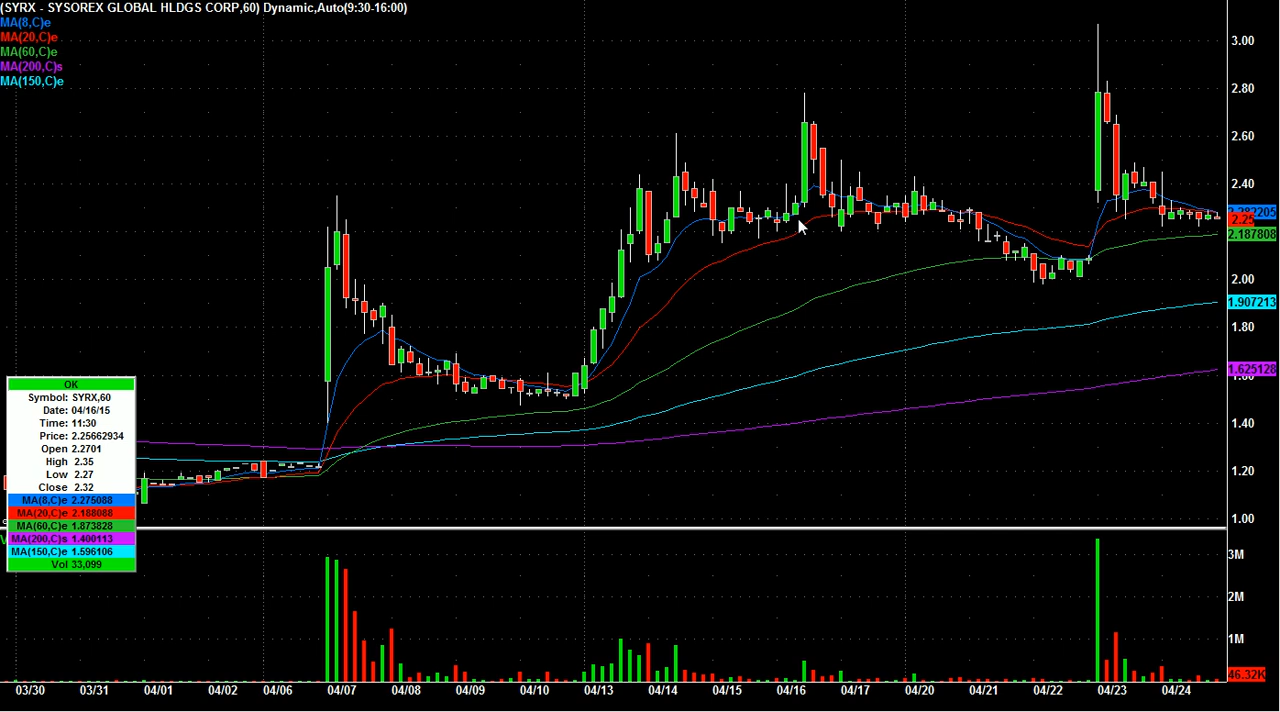 (SYRX - SYSOREX GLOBAL HLDGS CORP,60) Dynamic,Auto(9:30-16:00)
MA(8,C)e
MA(20,C)e
MA(60,C)e
MA(200,C)s
MA(150,C)e
3.00
2.80
2.60
2.40
2.282205
2.25
2.187808
2.00
1.907213
1.80
1.625128
1.60
1.40
1.20
1.00
OK
Symbol: SYRX,60
Date: 04/16/15
Time: 11:30
Price: 2.25662934
Open 2.2701
High 2.35
Low 2.27
Close 2.32
MA(8,C)e 2.275088
MA(20,C)e 2.188088
MA(60,C)e 1.873828
MA(200,C)s 1.400113
MA(150,C)e 1.596106
Vol 33,099
3M
2M
1M
46.32K
03/30 03/31 04/01 04/02 04/06 04/07 04/08 04/09 04/10 04/13 04/14 04/15 04/16 04/17 04/20 04/21 04/22 04/23 04/24